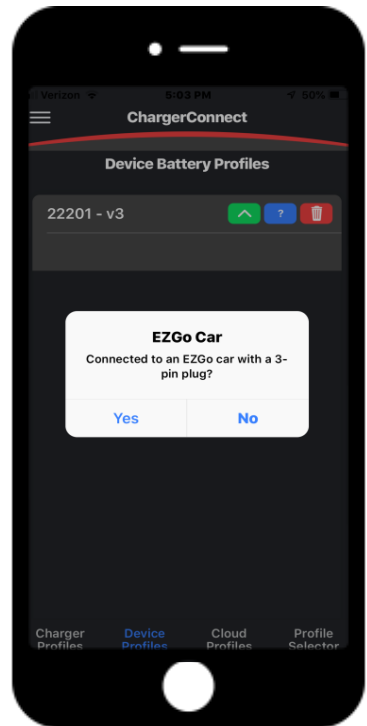 Verizon 5:03 PM 50%
ChargerConnect
Device Battery Profiles
22201 - v3 ?
EZGo Car
Connected to an EZGo car with a 3-
pin plug?
Yes No
Charger Device Cloud Profile
Profiles Profiles Profiles Selector